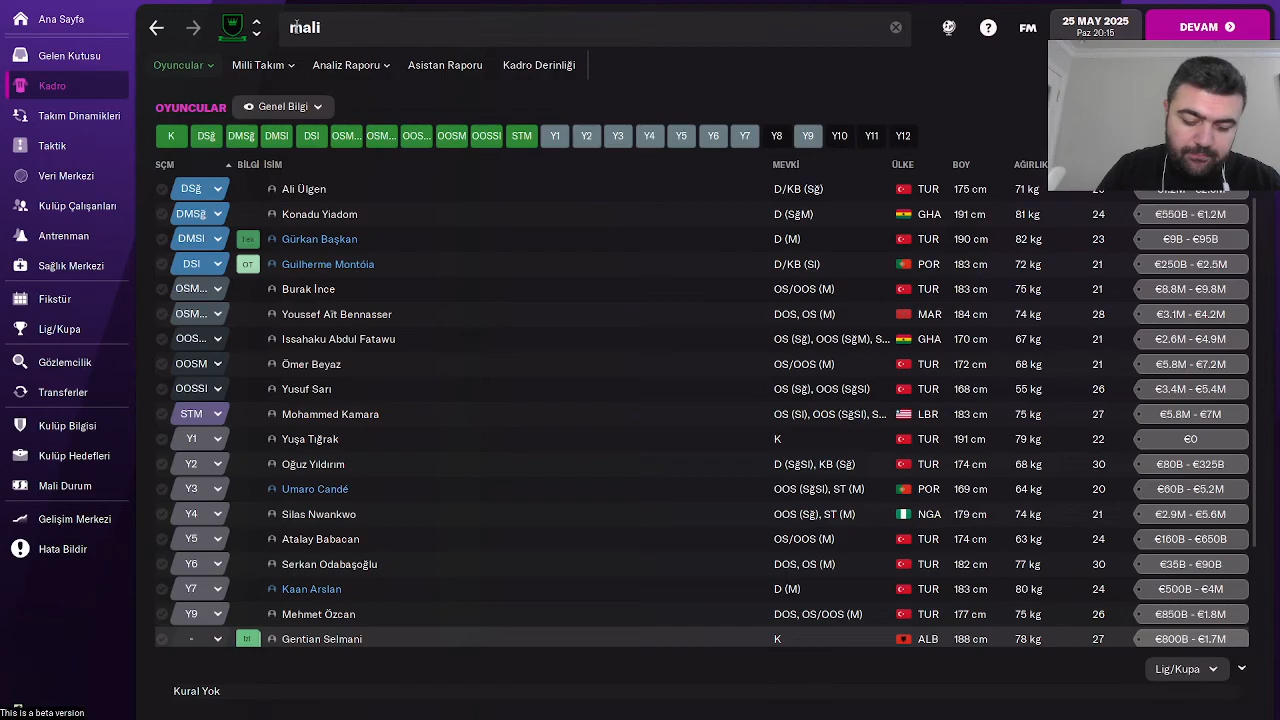 Ana Sayfa
Gelen Kutusu
Kadro
Takım Dinamikleri
Taktik
Veri Merkezi
Kulüp Çalışanları
Antrenman
Sağlık Merkezi
Fikstür
Lig/Kupa
Gözlemcilik
Transferler
Kulüp Bilgisi
Kulüp Hedefleri
Mali Durum
Gelişim Merkezi
Hata Bildir
This is a beta version
mali
? FM 25 MAY 2025 Paz 20:15 DEVAM
Oyuncular Milli Takım Analiz Raporu Asistan Raporu Kadro Derinliği
OYUNCULAR Genel Bilgi
K DSğ DMSğ DMSI DSI OSM... OSM... OOS... OOSM OOSSI STM Y1 Y2 Y3 Y4 Y5 Y6 Y7 Y8 Y9 Y10 Y11 Y12
SÇM BİLGİ İSİM MEVKİ ÜLKE BOY AĞIRLIK
DSğ Ali Ülgen D/KB (Sğ) TUR 175 cm 71 kg
DMSğ Konadu Yiadom D (SğM) GHA 191 cm 81 kg 24 €550B - €1.2M
DMSI Tek Gürkan Başkan D (M) TUR 190 cm 82 kg 23 €9B - €95B
DSI OT Guilherme Montóia D/KB (SI) POR 183 cm 72 kg 21 €250B - €2.5M
OSM... Burak İnce OS/OOS (M) TUR 183 cm 75 kg 21 €8.8M - €9.8M
OSM... Youssef Aït Bennasser DOS, OS (M) MAR 184 cm 74 kg 28 €3.1M - €4.2M
OOS... Issahaku Abdul Fatawu OS (Sğ), OOS (SğM), S... GHA 170 cm 67 kg 21 €2.6M - €4.9M
OOSM Ömer Beyaz OS/OOS (M) TUR 172 cm 68 kg 21 €5.8M - €7.2M
OOSSI Yusuf Sarı OS (Sğ), OOS (SğSI) TUR 168 cm 55 kg 26 €3.4M - €5.4M
STM Mohammed Kamara OS (SI), OOS (SğSI), S... LBR 183 cm 75 kg 27 €5.8M - €7M
Y1 Yuşa Tığrak K TUR 191 cm 79 kg 22 €0
Y2 Oğuz Yıldırım D (SğSI), KB (Sğ) TUR 174 cm 68 kg 30 €80B - €325B
Y3 Umaro Candé OOS (SğSI), ST (M) POR 169 cm 64 kg 20 €60B - €5.2M
Y4 Silas Nwankwo OOS (Sğ), ST (M) NGA 179 cm 74 kg 21 €2.9M - €5.6M
Y5 Atalay Babacan OS/OOS (M) TUR 174 cm 63 kg 24 €160B - €650B
Y6 Serkan Odabaşoğlu DOS, OS (M) TUR 182 cm 77 kg 30 €35B - €90B
Y7 Kaan Arslan D (M) TUR 183 cm 80 kg 24 €500B - €4M
Y9 Mehmet Özcan DOS, OS/OOS (M) TUR 177 cm 75 kg 26 €850B - €1.8M
- İzl Gentian Selmani K ALB 188 cm 78 kg 27 €800B - €1.7M
Lig/Kupa
Kural Yok